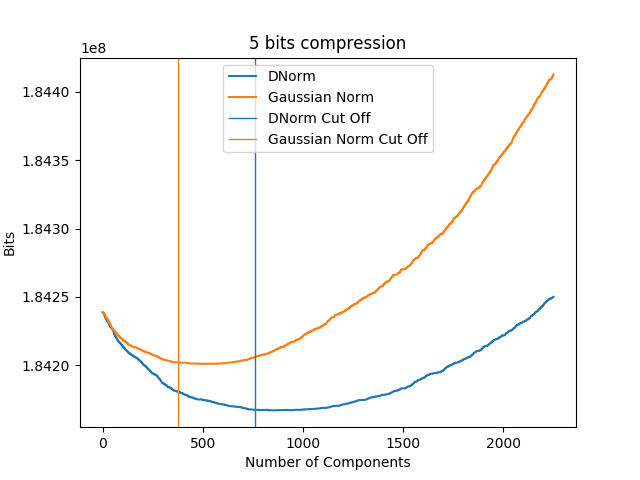 5 bits compression
1e8
DNorm
Gaussian Norm
DNorm Cut Off
Gaussian Norm Cut Off
1.8440
1.8435
1.8430
1.8425
1.8420
Bits
0 500 1000 1500 2000
Number of Components